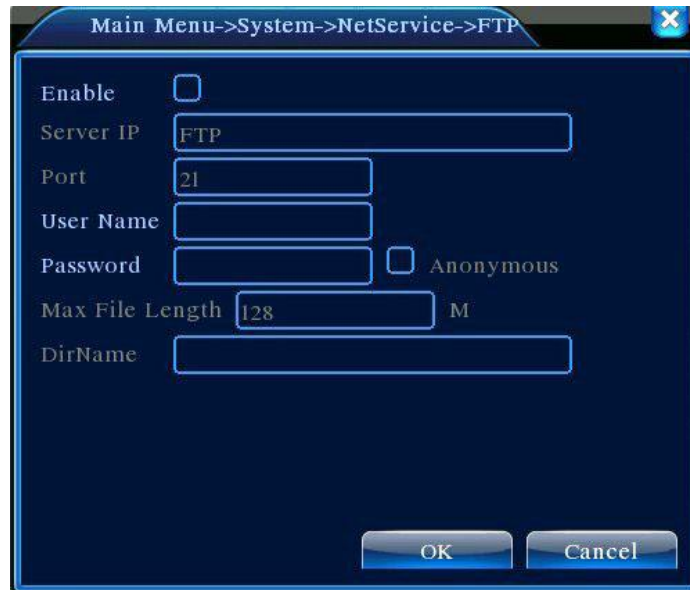 Main Menu->System->NetService->FTP
Enable
Server IP FTP
Port 21
User Name
Password Anonymous
Max File Length 128 M
DirName
OK Cancel